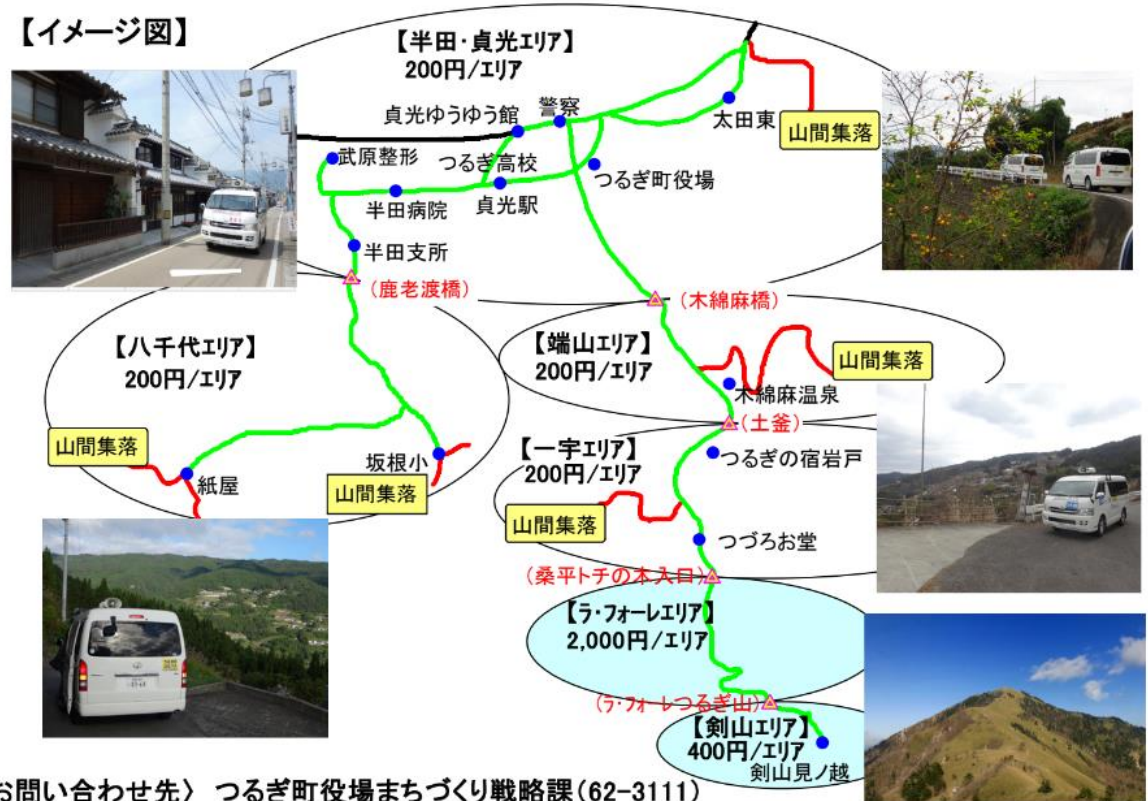 【イメージ図】
【半田・貞光エリア】
200円/エリア
貞光ゆうゆう館
警察
太田東
山間集落
武原整形
つるぎ高校
つるぎ町役場
半田病院
貞光駅
半田支所
(鹿老渡橋)
(木綿麻橋)
【八千代エリア】
200円/エリア
【端山エリア】
200円/エリア
山間集落
木綿麻温泉
(土釜)
【一宇エリア】
200円/エリア
つるぎの宿岩戸
山間集落
紙屋
坂根小
山間集落
山間集落
つづろお堂
(桑平トチの木入口)
【ラ・フォーレエリア】
2,000円/エリア
(ラ・フォーレつるぎ山)
【剣山エリア】
400円/エリア
剣山見ノ越
お問い合わせ先〉 つるぎ町役場まちづくり戦略課(62-3111)